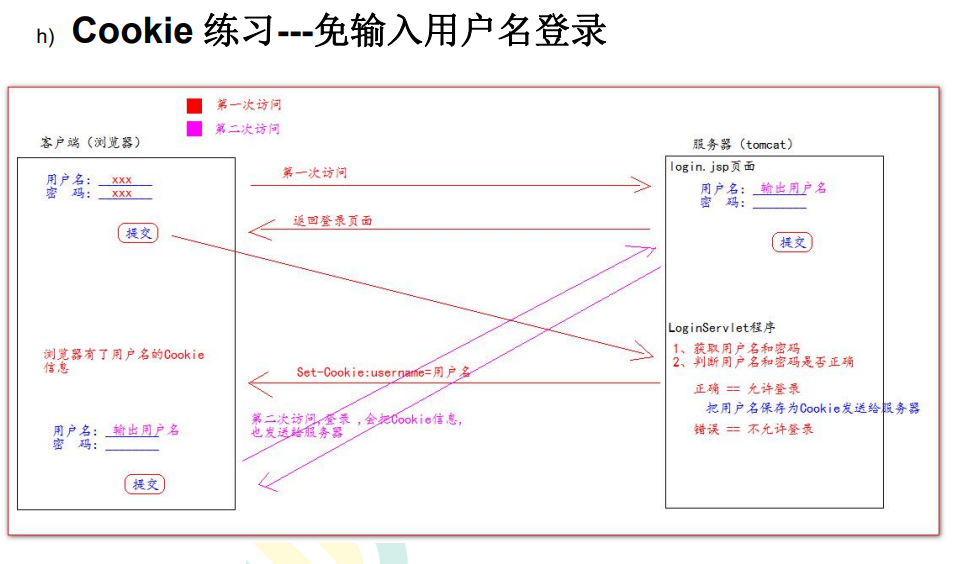 h) Cookie 练习---免输入用户名登录
第一次访问
第二次访问
客户端（浏览器）
服务器（tomcat）
用户名: xxx
密 码: xxx
提交
第一次访问
返回登录页面
login.jsp页面
用户名: 输出用户名
密 码:
提交
浏览器有了用户名的Cookie
信息
Set-Cookie:username=用户名
LoginServlet程序
1、获取用户名和密码
2、判断用户名和密码是否正确
正确 == 允许登录
把用户名保存为Cookie发送给服务器
错误 == 不允许登录
第二次访问,登录 ,会把Cookie信息,
也发送给服务器
用户名: 输出用户名
密 码:
提交